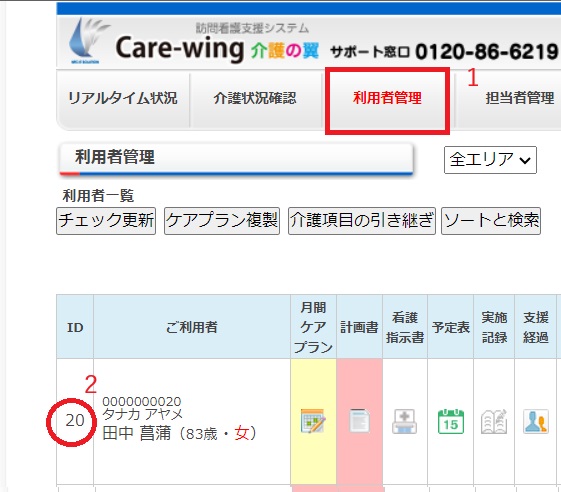 訪問看護支援システム
Care-wing 介護の翼 サポート窓口 0120-86-6219
リアルタイム状況 介護状況確認 利用者管理 1 担当者管理
利用者管理 全エリア
利用者一覧
チェック更新 ケアプラン複製 介護項目の引き継ぎ ソートと検索
ID ご利用者 月間ケアプラン 計画書 看護指示書 予定表 実施記録 支援経過
2
0000000020
タナカ アヤメ
20 田中 菖蒲（83歳・女） 15